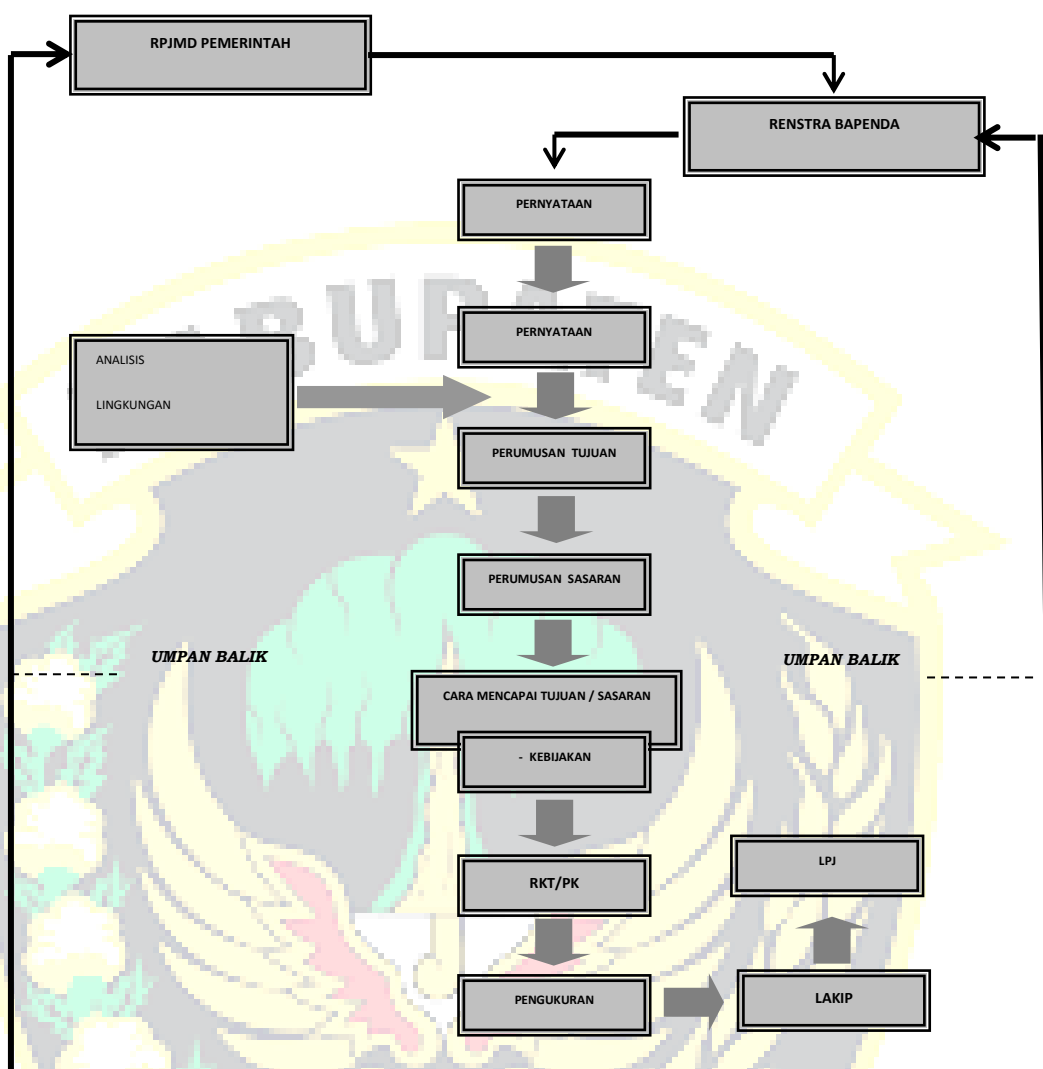 RPJMD PEMERINTAH
RENSTRA BAPENDA
PERNYATAAN
PERNYATAAN
ANALISIS
LINGKUNGAN
PERUMUSAN TUJUAN
PERUMUSAN SASARAN
UMPAN BALIK
UMPAN BALIK
CARA MENCAPAI TUJUAN / SASARAN
- KEBIJAKAN
RKT/PK
LPJ
PENGUKURAN
LAKIP